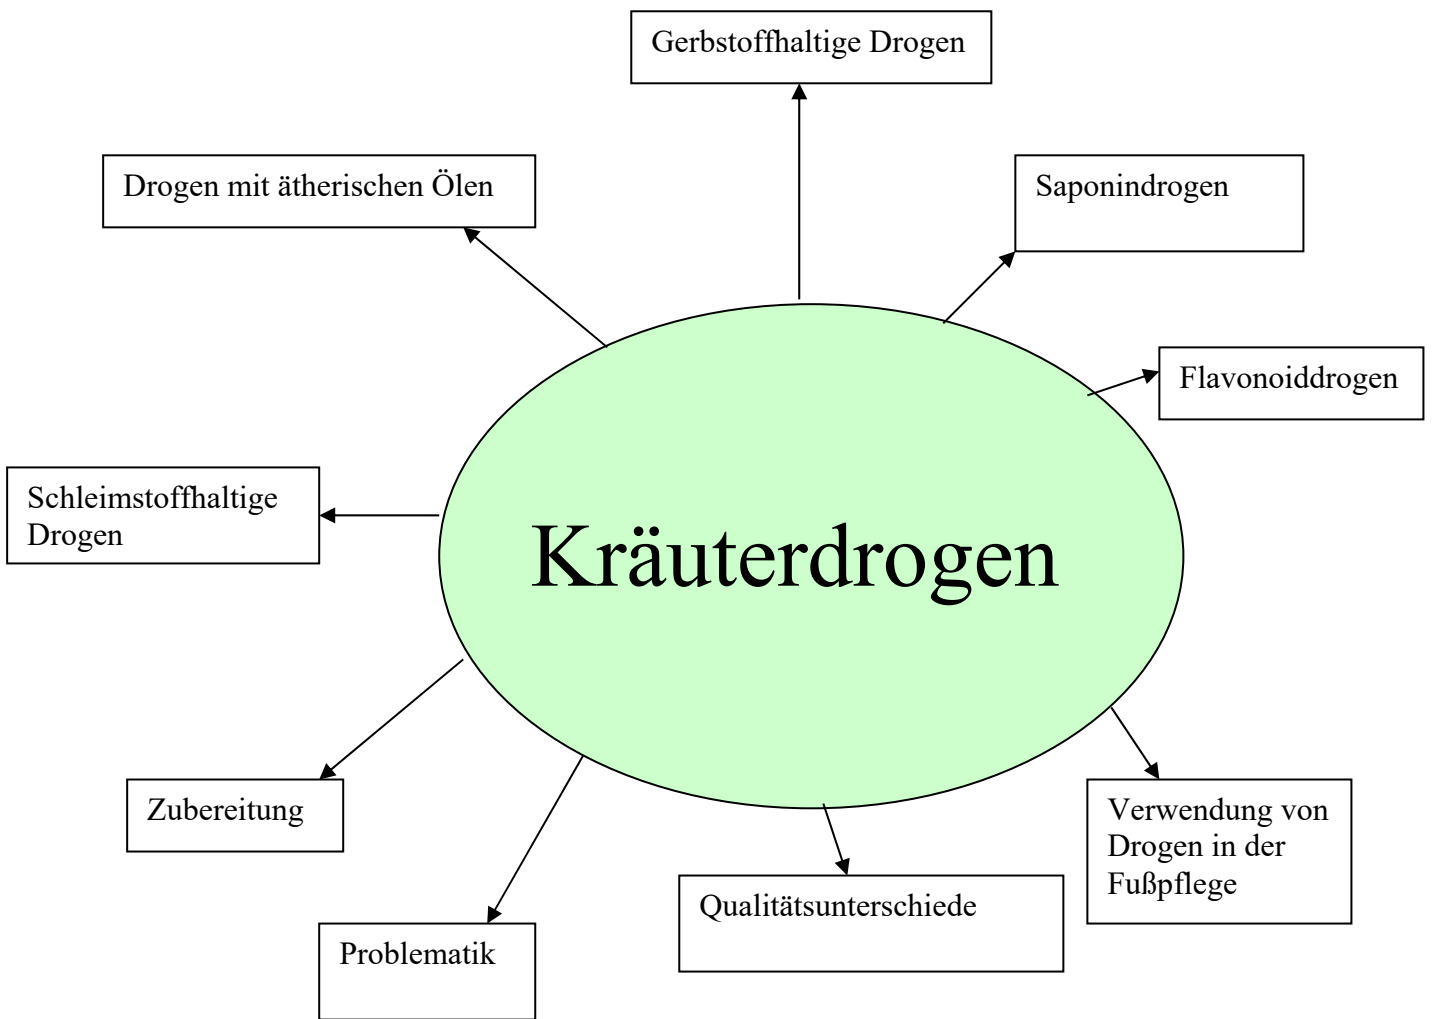 Gerbstoffhaltige Drogen
Drogen mit ätherischen Ölen
Saponindrogen
Flavonoiddrogen
Schleimstoffhaltige
Drogen
Kräuterdrogen
Zubereitung
Verwendung von
Drogen in der
Fußpflege
Qualitätsunterschiede
Problematik